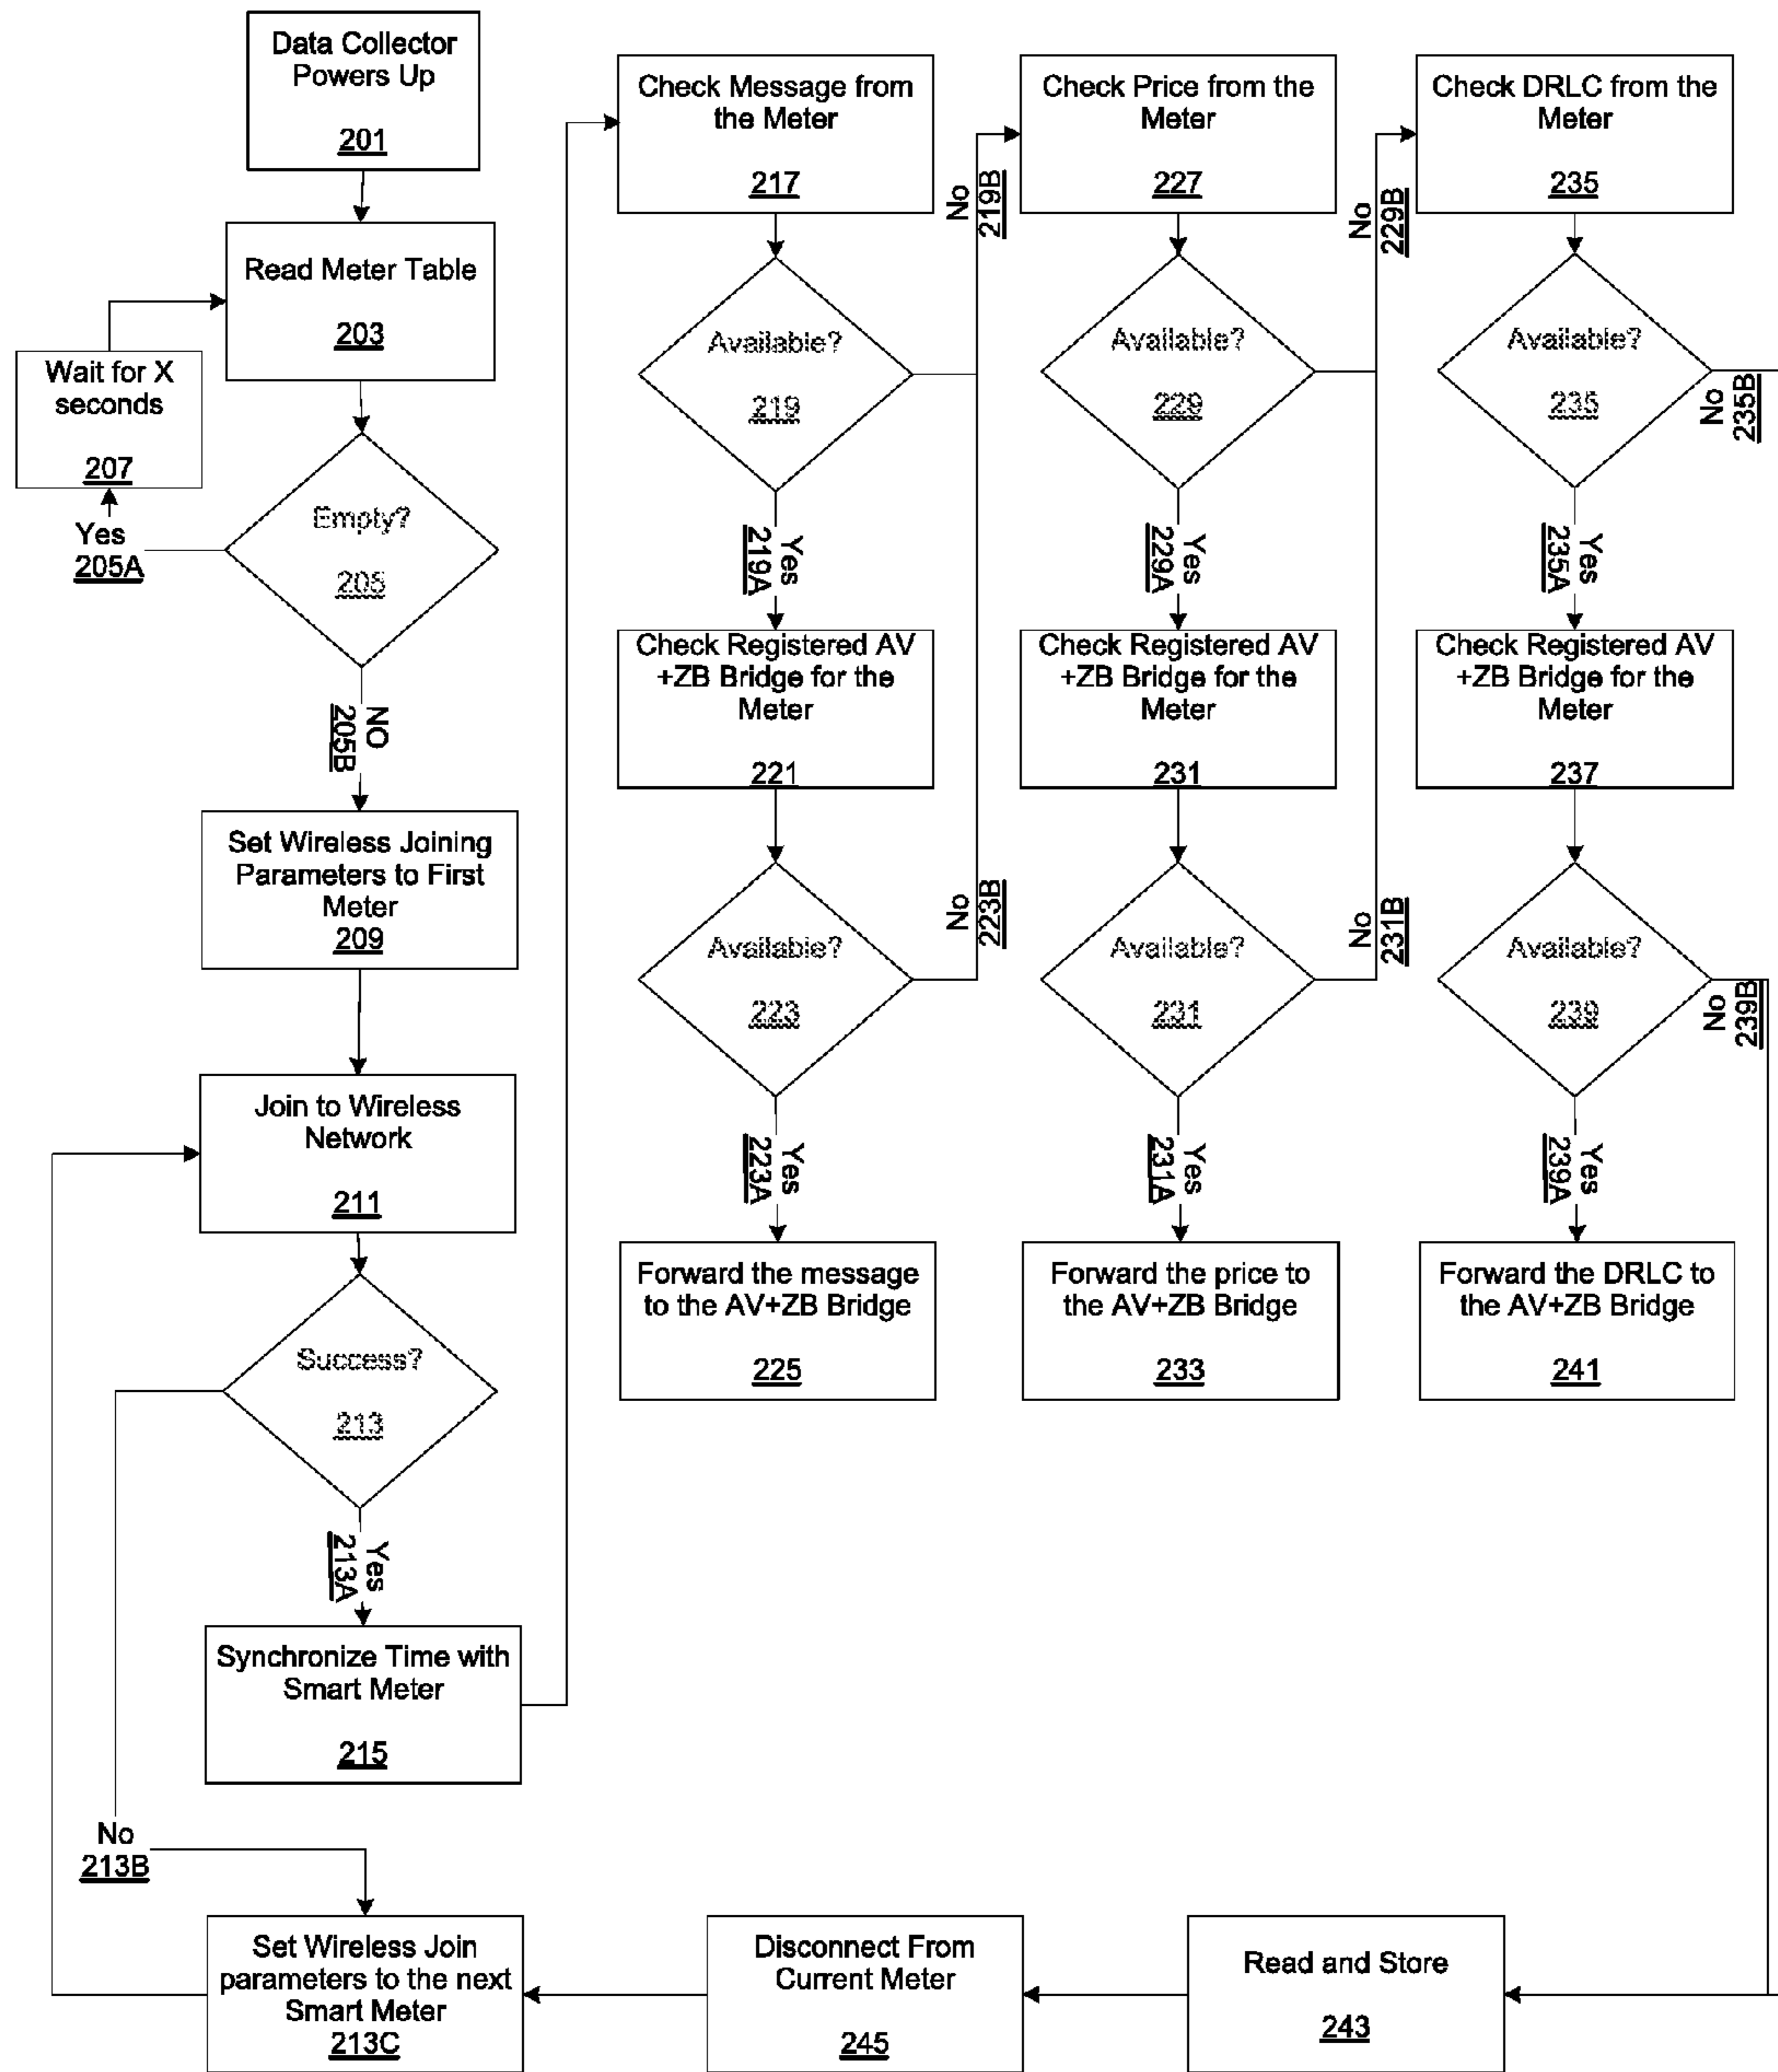 Data Collector
Powers Up
201
Read Meter Table
203
Wait for X
seconds
207
Yes
205A
Empty?
205
NO
205B
Set Wireless Joining
Parameters to First
Meter
209
Join to Wireless
Network
211
Success?
213
Yes
213A
Synchronize Time with
Smart Meter
215
No
213B
Set Wireless Join
parameters to the next
Smart Meter
213C
Check Message from
the Meter
217
Available?
219
No
219B
Yes
219A
Check Registered AV
+ZB Bridge for the
Meter
221
Available?
223
No
223B
Yes
223A
Forward the message
to the AV+ZB Bridge
225
Check Price from the
Meter
227
Available?
229
No
229B
Yes
229A
Check Registered AV
+ZB Bridge for the
Meter
231
Available?
231
No
231B
Yes
231A
Forward the price to
the AV+ZB Bridge
233
Check DRLC from the
Meter
235
Available?
235
No
235B
Yes
235A
Check Registered AV
+ZB Bridge for the
Meter
237
Available?
239
No
239B
Yes
239A
Forward the DRLC to
the AV+ZB Bridge
241
Read and Store
243
Disconnect From
Current Meter
245